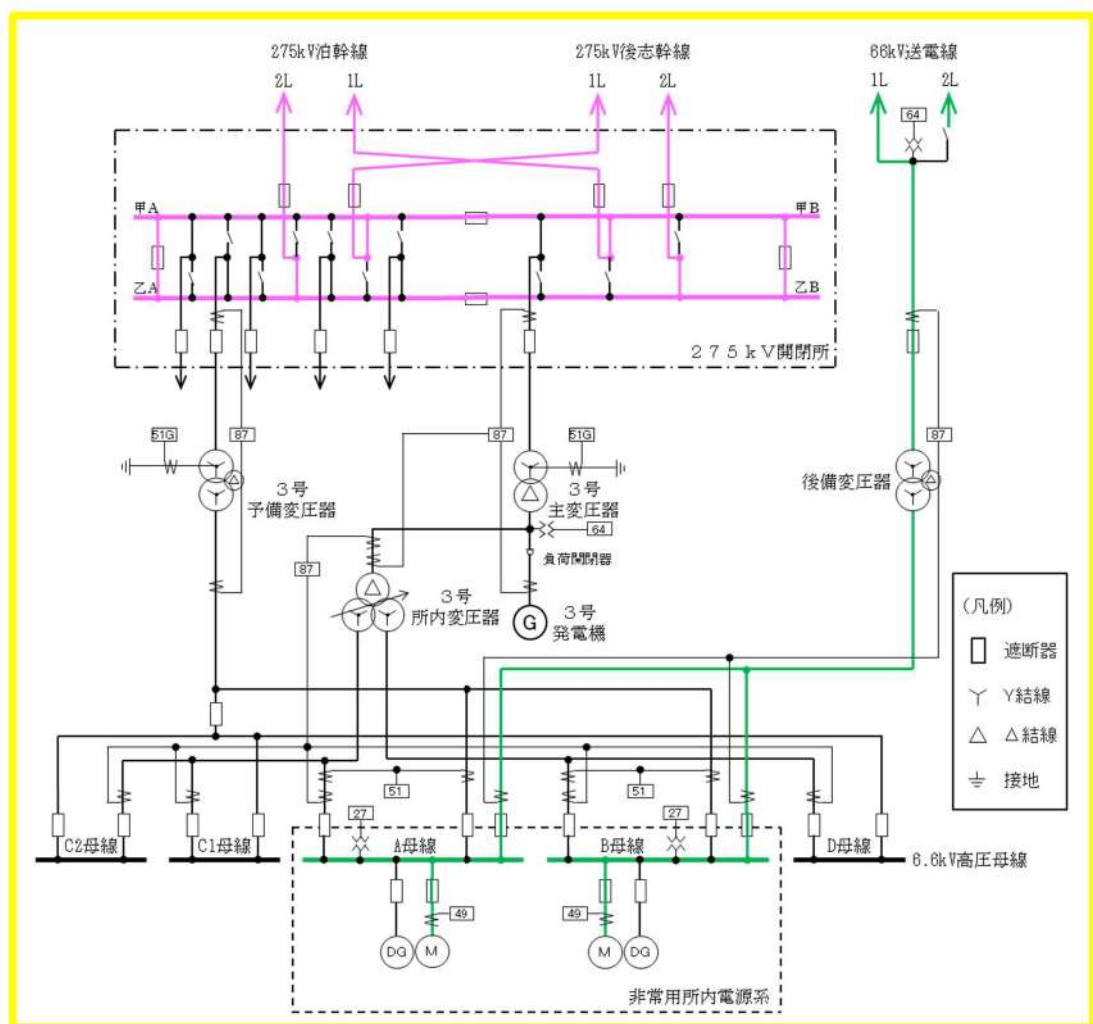 275kV泊幹線
275kV後志幹線
66kV送電線
2L
1L
1L
2L
1L
2L
64
甲A
甲B
乙A
乙B
275kV開閉所
51G
87
87
51G
87
3号
予備変圧器
3号
主変圧器
後備変圧器
64
負荷開閉器
87
3号
所内変圧器
G
3号
発電機
(凡例)
遮断器
Y結線
△結線
接地
51
51
27
27
C2母線
C1母線
A母線
B母線
D母線
6.6kV高圧母線
49
49
DG
M
M
DG
非常用所内電源系